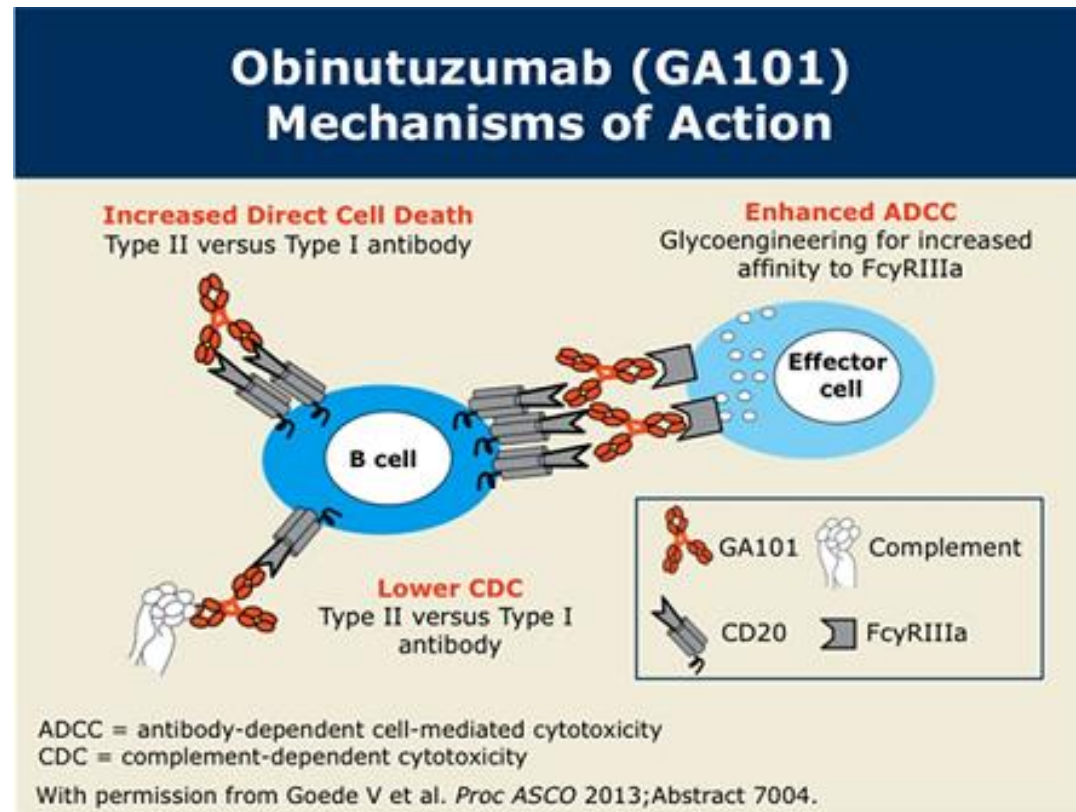 Obinutuzumab (GA101)
Mechanisms of Action
Increased Direct Cell Death
Type II versus Type I antibody
Enhanced ADCC
Glycoengineering for increased
affinity to FcyRIIIa
Effector
cell
B cell
Lower CDC
Type II versus Type I
antibody
GA101
Complement
CD20
FcyRIIIa
ADCC = antibody-dependent cell-mediated cytotoxicity
CDC = complement-dependent cytotoxicity
With permission from Goede V et al. Proc ASCO 2013;Abstract 7004.